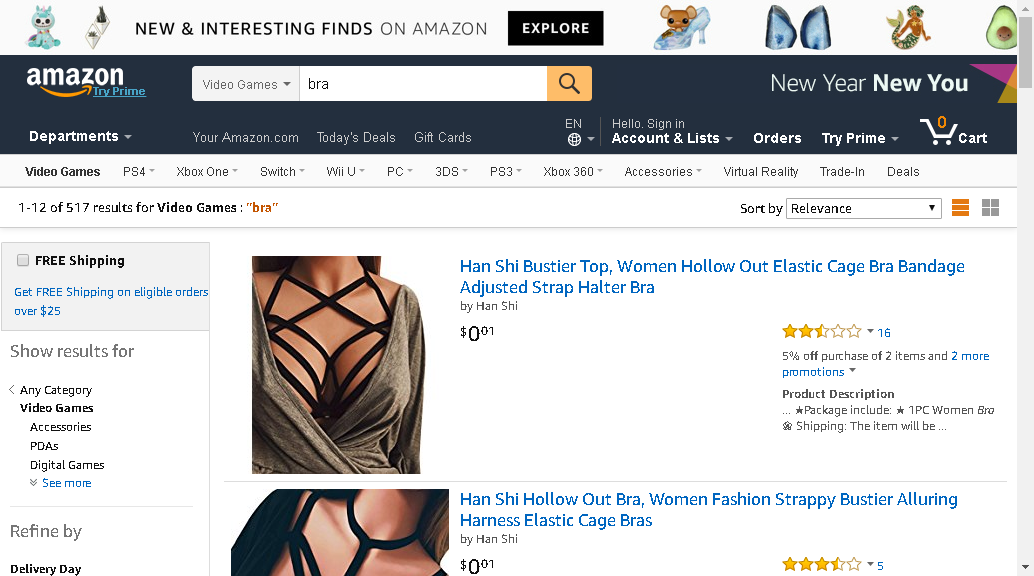 NEW & INTERESTING FINDS ON AMAZON EXPLORE
amazon
Try Prime
Video Games bra
New Year New You
Departments
Your Amazon.com Today's Deals Gift Cards
EN
Hello. Sign in
Account & Lists Orders Try Prime 0 Cart
Video Games PS4 Xbox One Switch Wii U PC 3DS PS3 Xbox 360 Accessories Virtual Reality Trade-In Deals
1-12 of 517 results for Video Games : "bra"
Sort by Relevance
FREE Shipping
Get FREE Shipping on eligible orders
over $25
Show results for
Any Category
Video Games
Accessories
PDAs
Digital Games
See more
Refine by
Delivery Day
Han Shi Bustier Top, Women Hollow Out Elastic Cage Bra Bandage
Adjusted Strap Halter Bra
by Han Shi
$0.01
16
5% off purchase of 2 items and 2 more
promotions
Product Description
... ★Package include: ★ 1PC Women Bra
❀ Shipping: The item will be ...
Han Shi Hollow Out Bra, Women Fashion Strappy Bustier Alluring
Harness Elastic Cage Bras
by Han Shi
$0.01
5